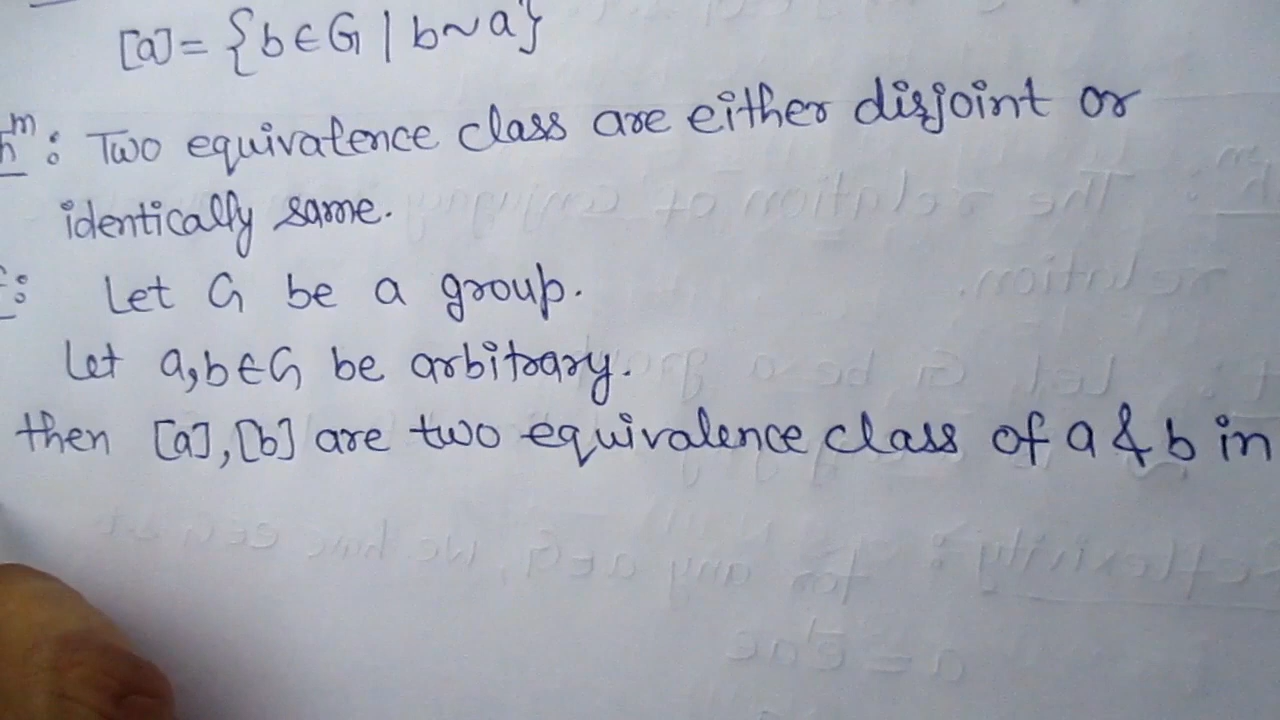 [a] = {b ∈ G | b ~ a}
m : Two equivalence class are either disjoint or
identically same.
: Let G be a group.
Let a, b ∈ G be arbitrary.
then [a], [b] are two equivalence class of a & b in